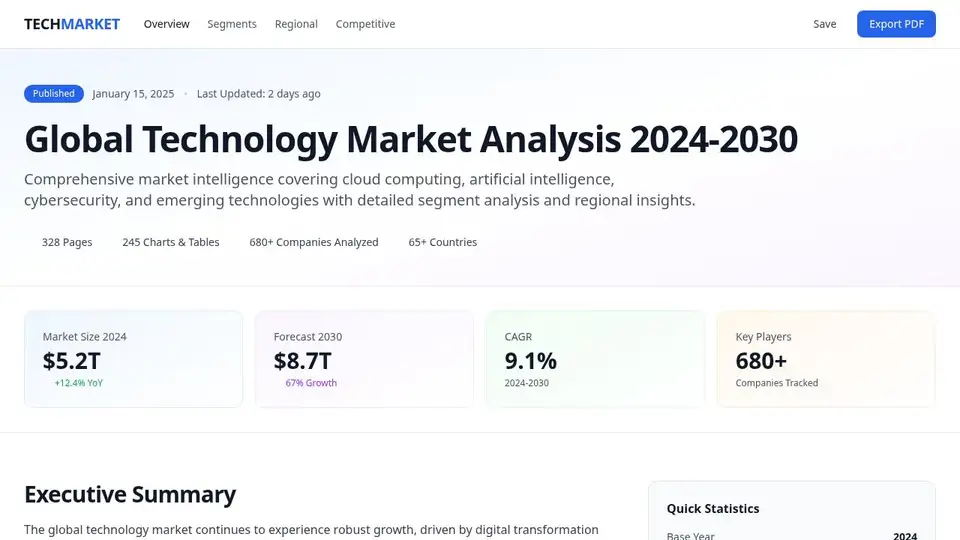 TECHMARKET Overview Segments Regional Competitive Save Export PDF
Published January 15, 2025 • Last Updated: 2 days ago
Global Technology Market Analysis 2024-2030
Comprehensive market intelligence covering cloud computing, artificial intelligence,
cybersecurity, and emerging technologies with detailed segment analysis and regional insights.
328 Pages 245 Charts & Tables 680+ Companies Analyzed 65+ Countries
Market Size 2024
$5.2T
+12.4% YoY
Forecast 2030
$8.7T
67% Growth
CAGR
9.1%
2024-2030
Key Players
680+
Companies Tracked
Executive Summary
The global technology market continues to experience robust growth, driven by digital transformation
Quick Statistics
Base Year 2024